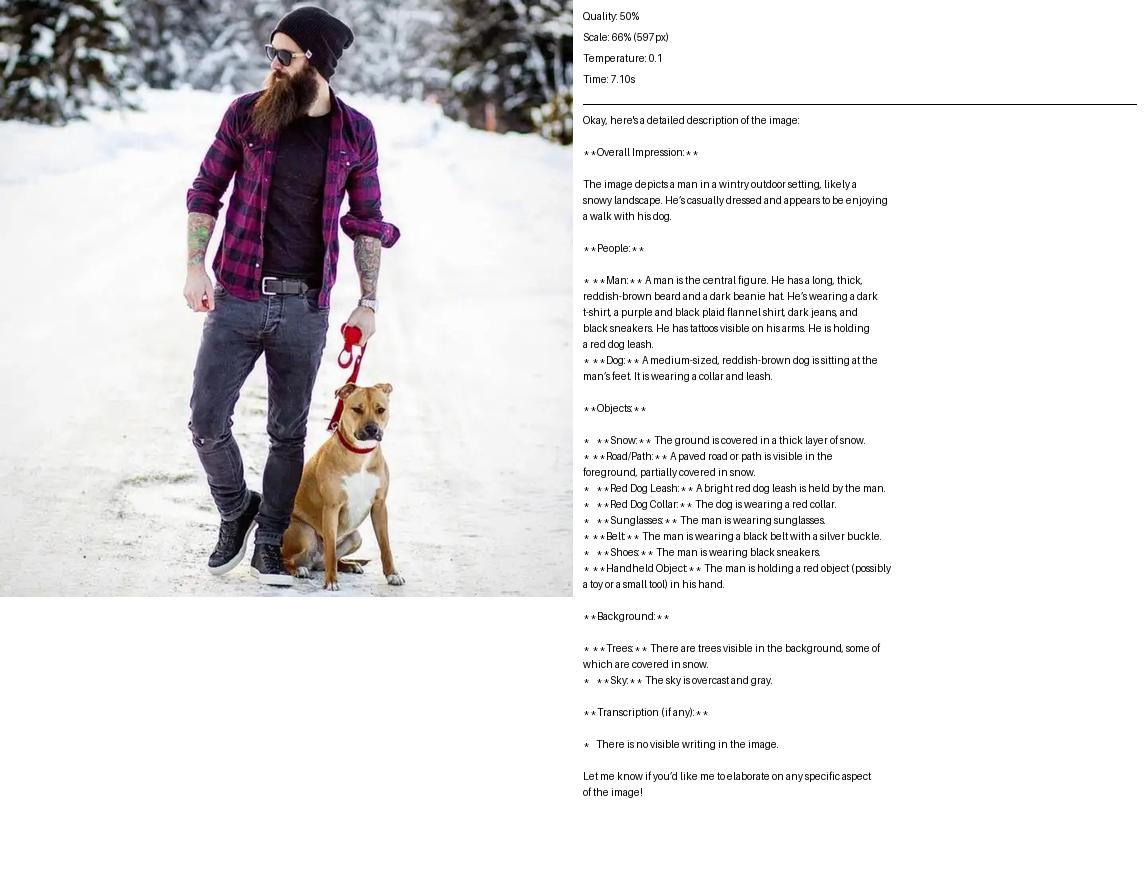 Quality: 50%
Scale: 66% (597px)
Temperature: 0.1
Time: 7.10s
Okay, here's a detailed description of the image:
**Overall Impression:**
The image depicts a man in a wintry outdoor setting, likely a
snowy landscape. He's casually dressed and appears to be enjoying
a walk with his dog.
**People:**
* **Man:** A man is the central figure. He has a long, thick,
reddish-brown beard and a dark beanie hat. He's wearing a dark
t-shirt, a purple and black plaid flannel shirt, dark jeans, and
black sneakers. He has tattoos visible on his arms. He is holding
a red dog leash.
* **Dog:** A medium-sized, reddish-brown dog is sitting at the
man's feet. It is wearing a collar and leash.
**Objects:**
* **Snow:** The ground is covered in a thick layer of snow.
* **Road/Path:** A paved road or path is visible in the
foreground, partially covered in snow.
* **Red Dog Leash:** A bright red dog leash is held by the man.
* **Red Dog Collar:** The dog is wearing a red collar.
* **Sunglasses:** The man is wearing sunglasses.
* **Belt:** The man is wearing a black belt with a silver buckle.
* **Shoes:** The man is wearing black sneakers.
* **Handheld Object:** The man is holding a red object (possibly
a toy or a small tool) in his hand.
**Background:**
* **Trees:** There are trees visible in the background, some of
which are covered in snow.
* **Sky:** The sky is overcast and gray.
**Transcription (if any):**
* There is no visible writing in the image.
Let me know if you'd like me to elaborate on any specific aspect
of the image!